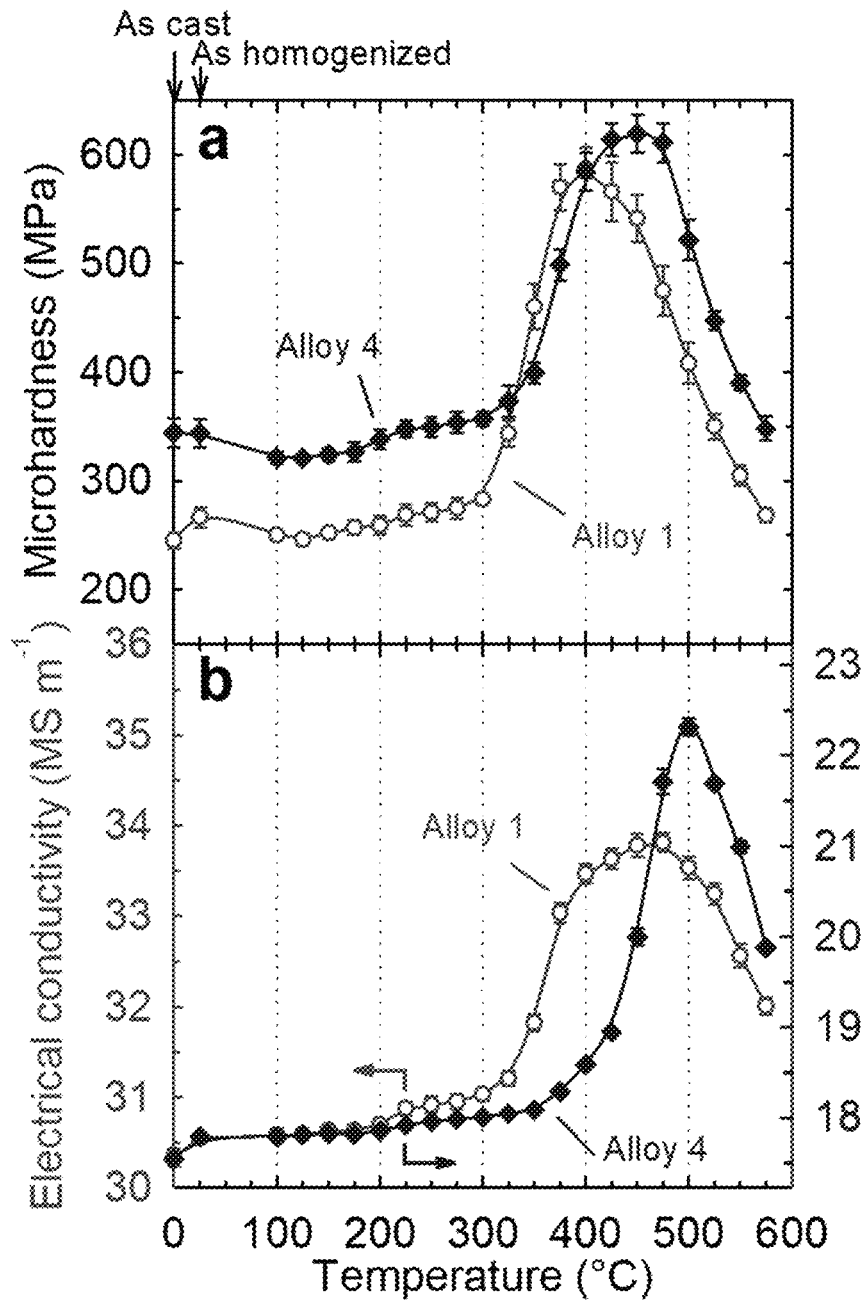 As cast
As homogenized
a
Microhardness (MPa)
600
500
400
300
200
Alloy 4
Alloy 1
b
Electrical conductivity (MS m⁻¹)
36
35
34
33
32
31
30
23
22
21
20
19
18
Alloy 1
Alloy 4
0 100 200 300 400 500 600
Temperature (°C)